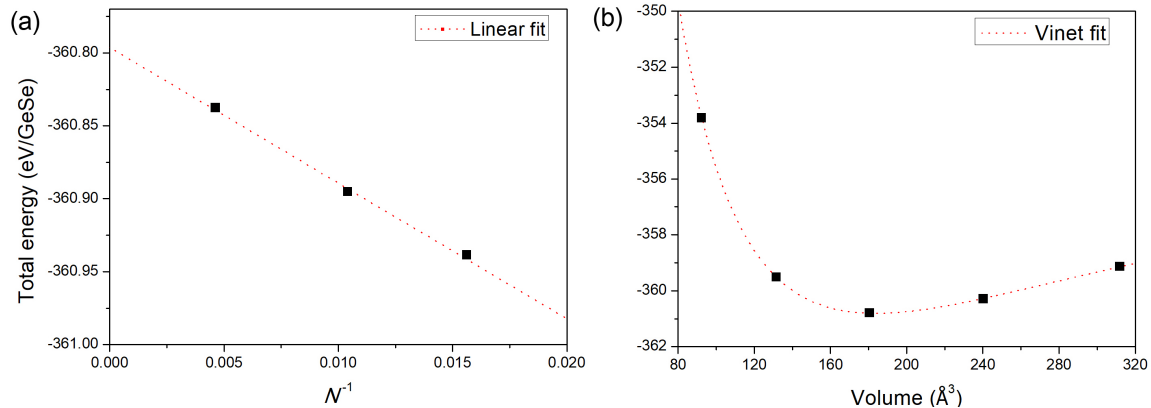 (a)
Linear fit
-360.80
-360.85
-360.90
-360.95
-361.00
Total energy (eV/GeSe)
0.000 0.005 0.010 0.015 0.020
N⁻¹
(b)
Vinet fit
-350
-352
-354
-356
-358
-360
-362
80 120 160 200 240 280 320
Volume (Å³)